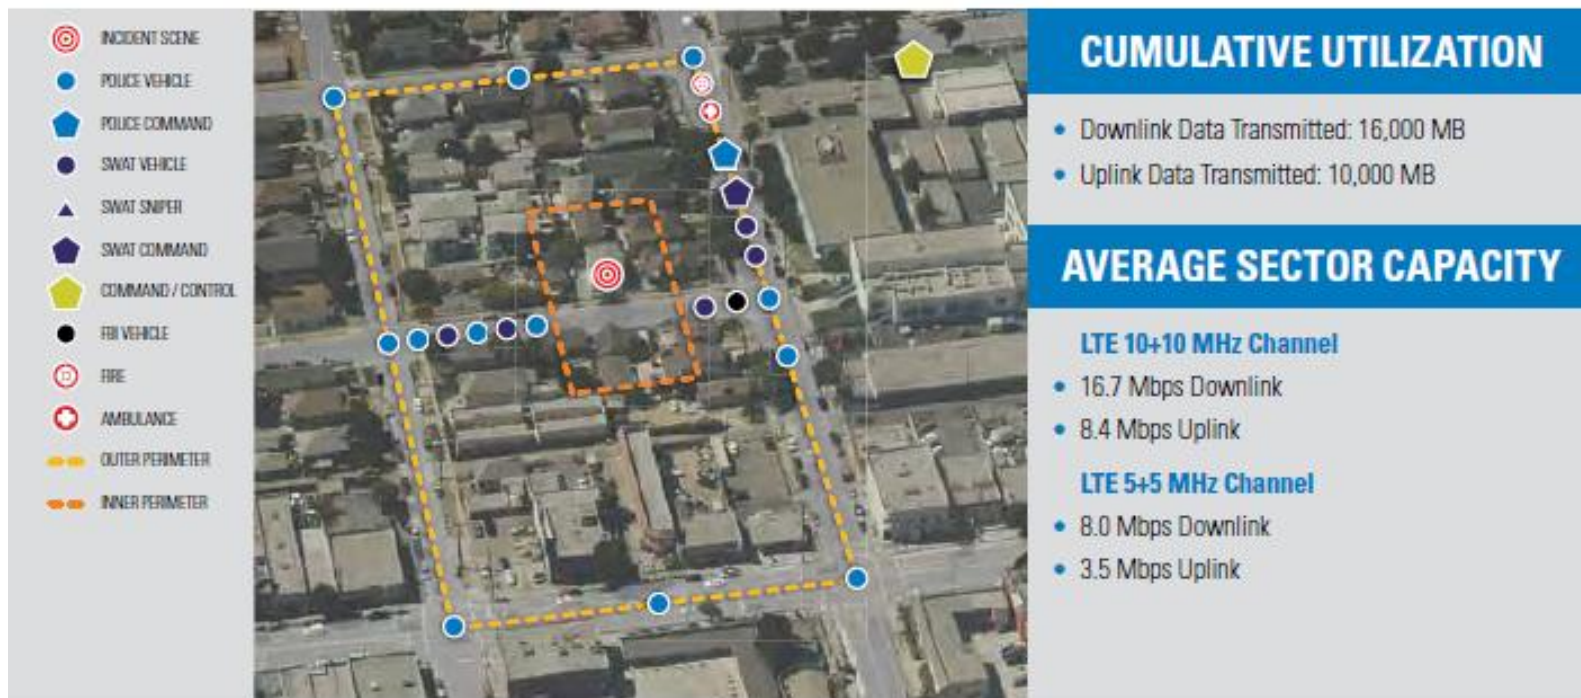 INCIDENT SCENE
POLICE VEHICLE
POLICE COMMAND
SWAT VEHICLE
SWAT SNIPER
SWAT COMMAND
COMMAND / CONTROL
FBI VEHICLE
FIRE
AMBULANCE
OUTER PERIMETER
INNER PERIMETER
CUMULATIVE UTILIZATION
• Downlink Data Transmitted: 16,000 MB
• Uplink Data Transmitted: 10,000 MB
AVERAGE SECTOR CAPACITY
LTE 10+10 MHz Channel
• 16.7 Mbps Downlink
• 8.4 Mbps Uplink
LTE 5+5 MHz Channel
• 8.0 Mbps Downlink
• 3.5 Mbps Uplink